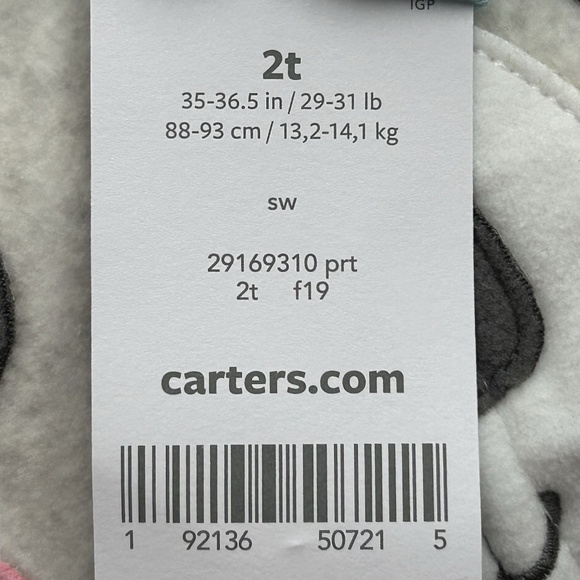 IGP
2t
35-36.5 in / 29-31 lb
88-93 cm / 13,2-14,1 kg
sw
29169310 prt
2t f19
carters.com
1 92136 50721 5